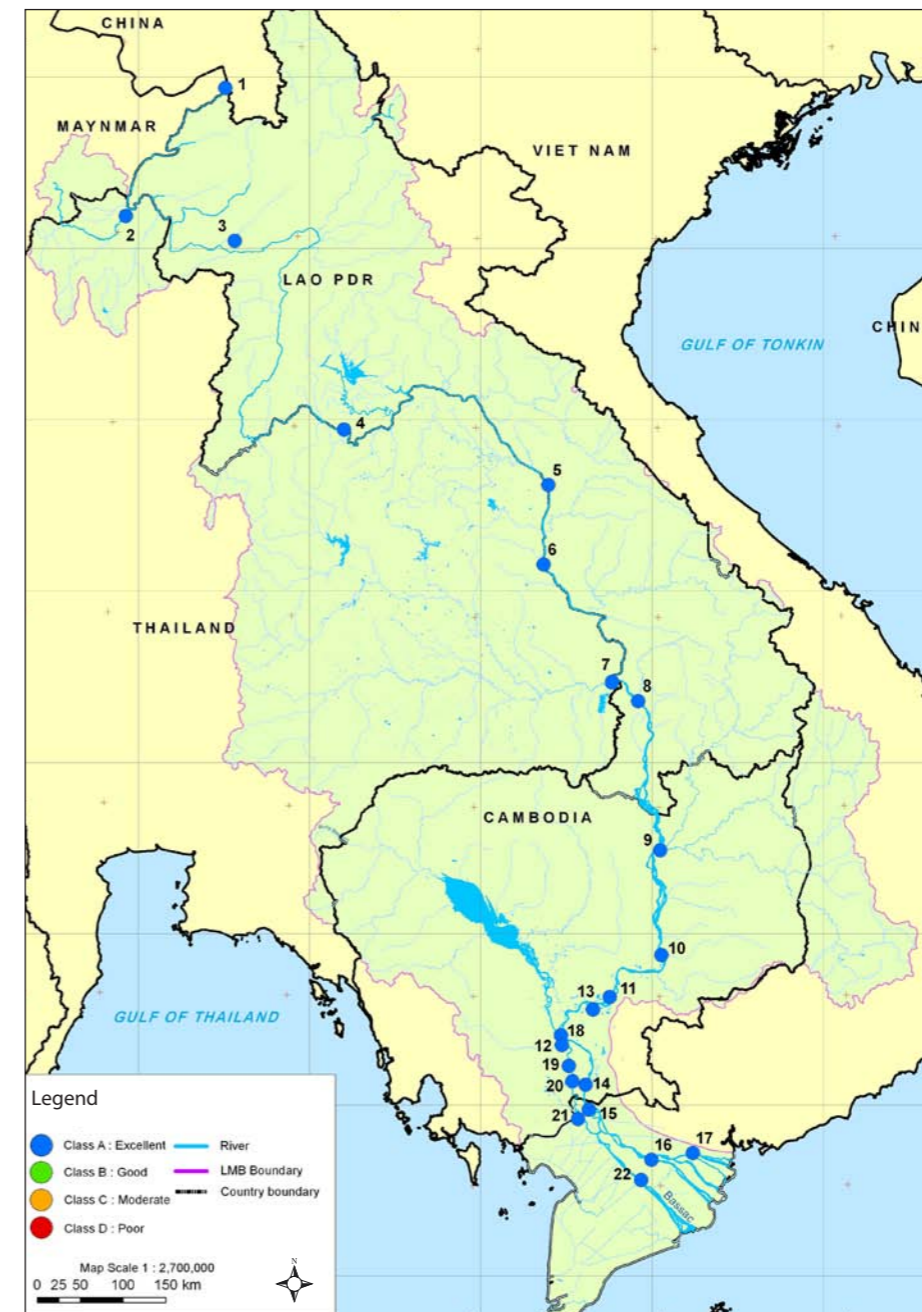 CHINA
1
MAYNMAR
VIET NAM
2
3
LAO PDR
CHIN
GULF OF TONKIN
4
5
6
THAILAND
7
8
CAMBODIA
9
10
11
13
GULF OF THAILAND
18
12
19
20
14
15
21
16
17
22
Bassac
Legend
Class A : Excellent
River
Class B : Good
LMB Boundary
Class C : Moderate
Country boundary
Class D : Poor
Map Scale 1 : 2,700,000
0 25 50 100 150 km
N